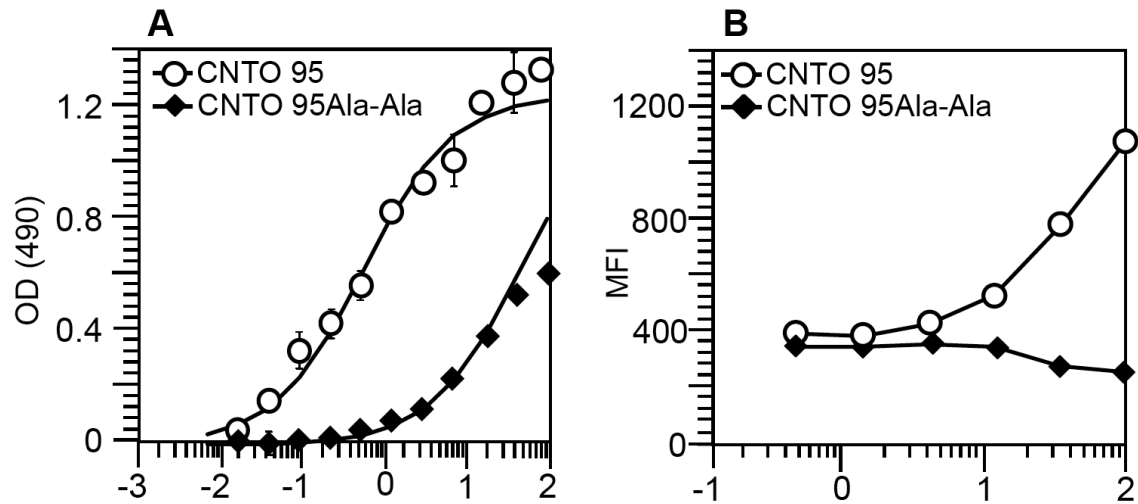 A
CNTO 95
CNTO 95Ala-Ala
OD (490)
1.2
0.8
0.4
0
-3 -2 -1 0 1 2
B
CNTO 95
CNTO 95Ala-Ala
MFI
1200
800
400
0
-1 0 1 2